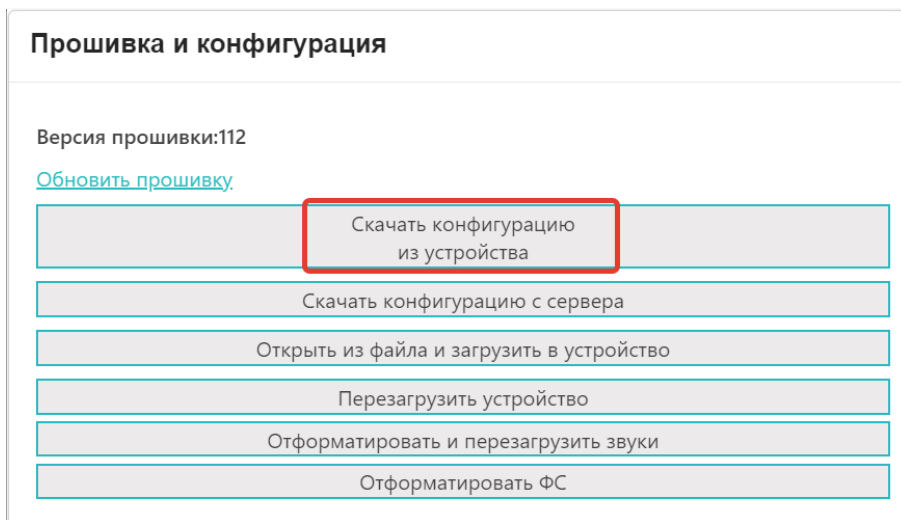 Прошивка и конфигурация
Версия прошивки:112
Обновить прошивку
Скачать конфигурацию
из устройства
Скачать конфигурацию с сервера
Открыть из файла и загрузить в устройство
Перезагрузить устройство
Отформатировать и перезагрузить звуки
Отформатировать ФС